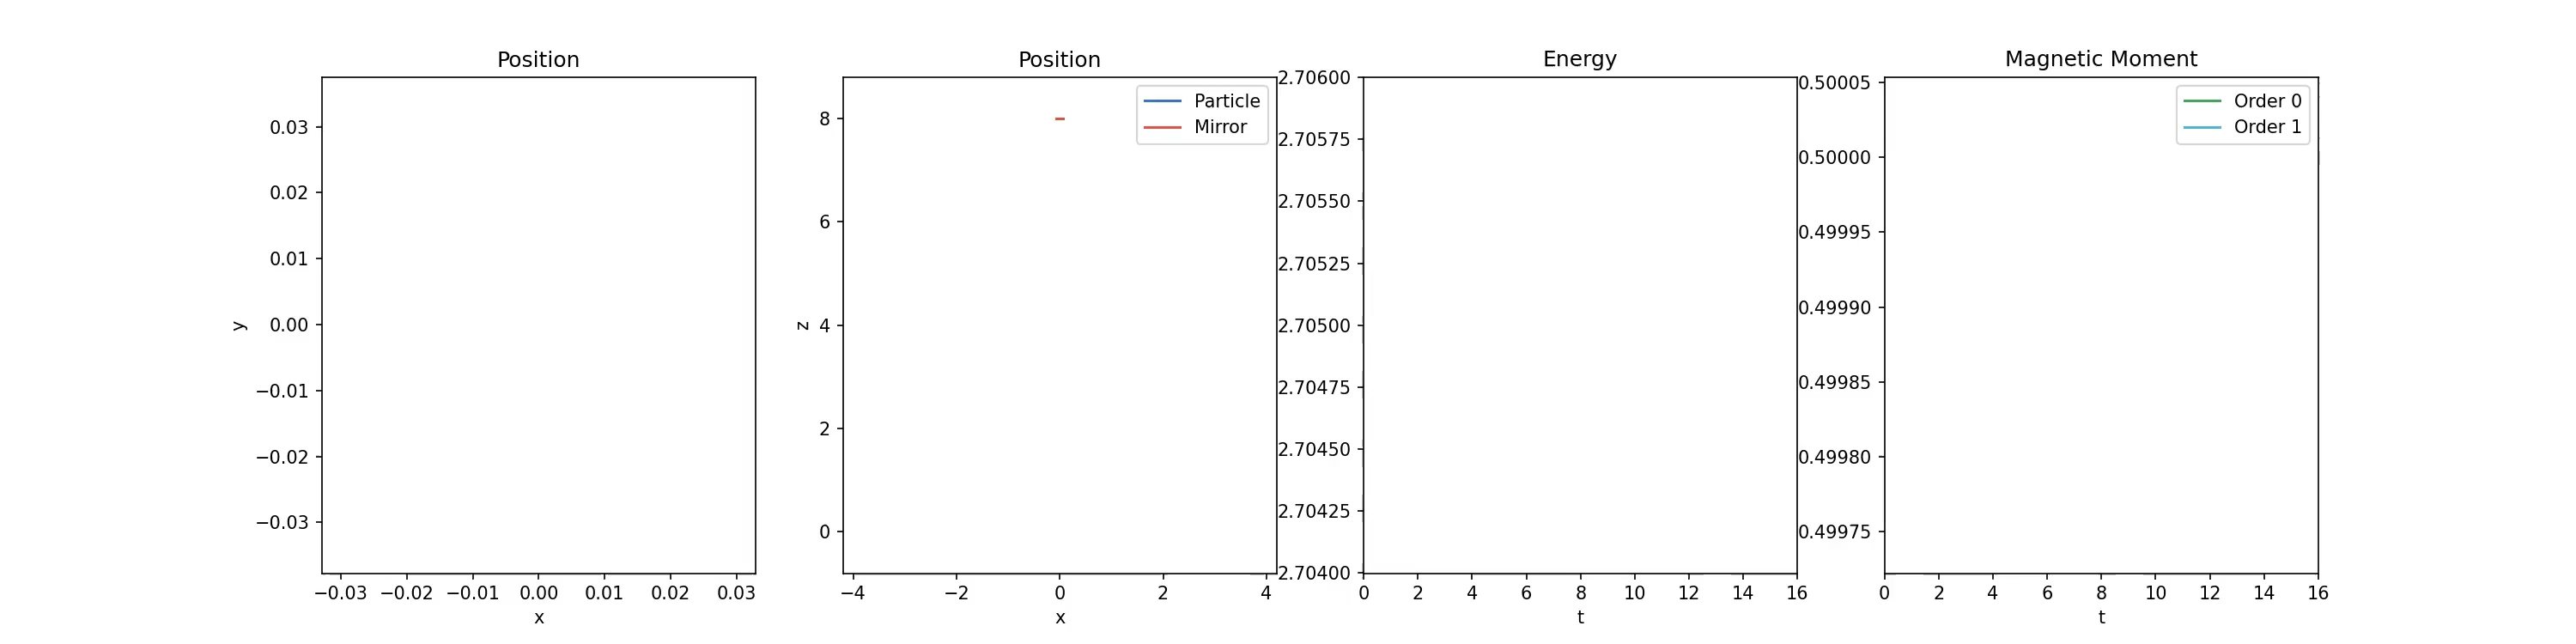 Position
0.03
0.02
0.01
0.00
−0.01
−0.02
−0.03
y
−0.03 −0.02 −0.01 0.00 0.01 0.02 0.03
x
Position
Particle
Mirror
8
6
4
2
0
z
−4 −2 0 2 4
x
Energy
2.70600
2.70575
2.70550
2.70525
2.70500
2.70475
2.70450
2.70425
2.70400
0 2 4 6 8 10 12 14 16
t
Magnetic Moment
Order 0
Order 1
0.50005
0.50000
0.49995
0.49990
0.49985
0.49980
0.49975
0 2 4 6 8 10 12 14 16
t